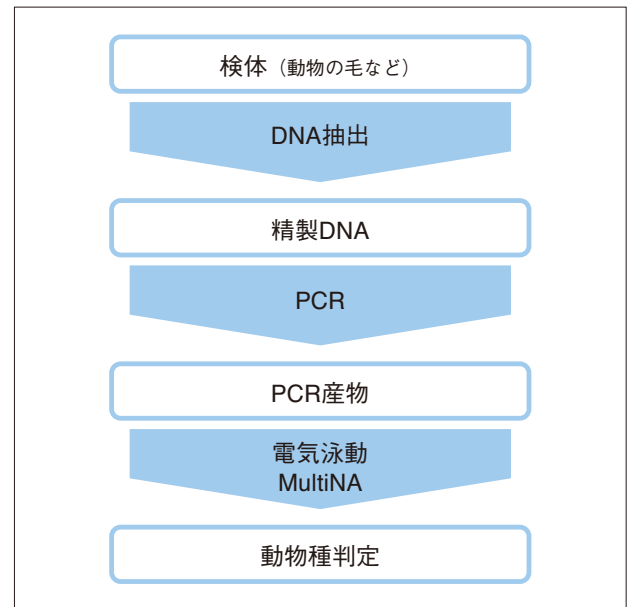 検体（動物の毛など）
DNA抽出
精製DNA
PCR
PCR産物
電気泳動
MultiNA
動物種判定